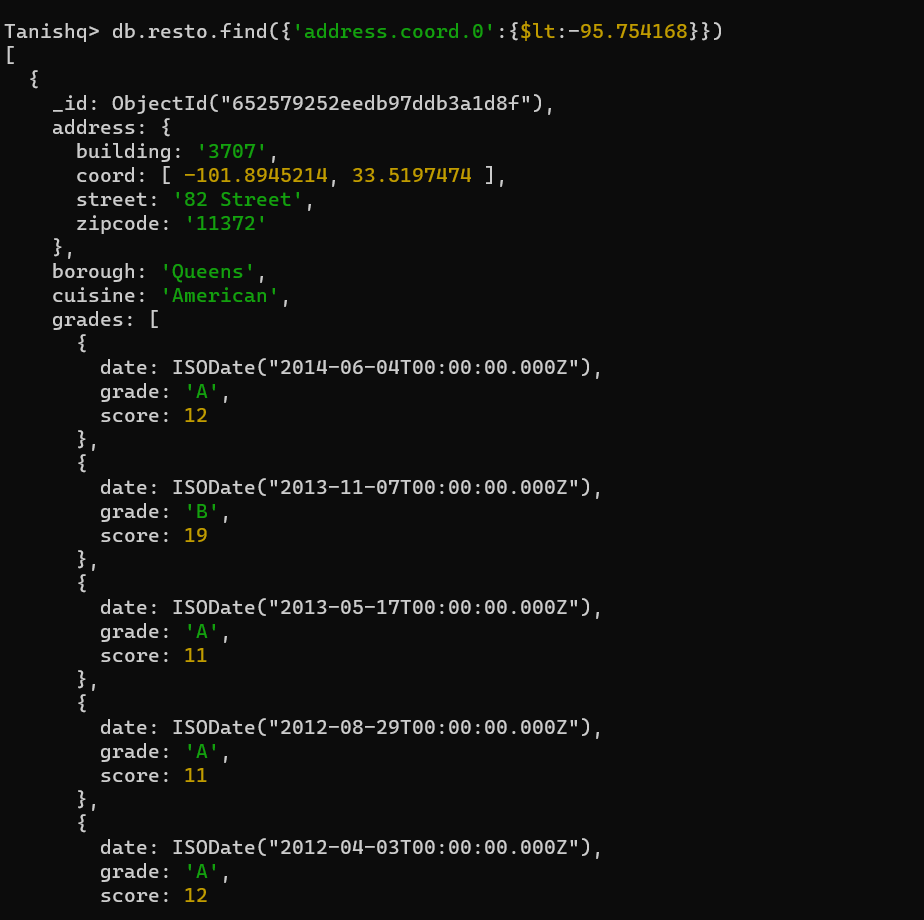 Tanishq> db.resto.find({'address.coord.0':{$lt:-95.754168}})
[
  {
    _id: ObjectId("652579252eedb97ddb3a1d8f"),
    address: {
      building: '3707',
      coord: [ -101.8945214, 33.5197474 ],
      street: '82 Street',
      zipcode: '11372'
    },
    borough: 'Queens',
    cuisine: 'American',
    grades: [
      {
        date: ISODate("2014-06-04T00:00:00.000Z"),
        grade: 'A',
        score: 12
      },
      {
        date: ISODate("2013-11-07T00:00:00.000Z"),
        grade: 'B',
        score: 19
      },
      {
        date: ISODate("2013-05-17T00:00:00.000Z"),
        grade: 'A',
        score: 11
      },
      {
        date: ISODate("2012-08-29T00:00:00.000Z"),
        grade: 'A',
        score: 11
      },
      {
        date: ISODate("2012-04-03T00:00:00.000Z"),
        grade: 'A',
        score: 12